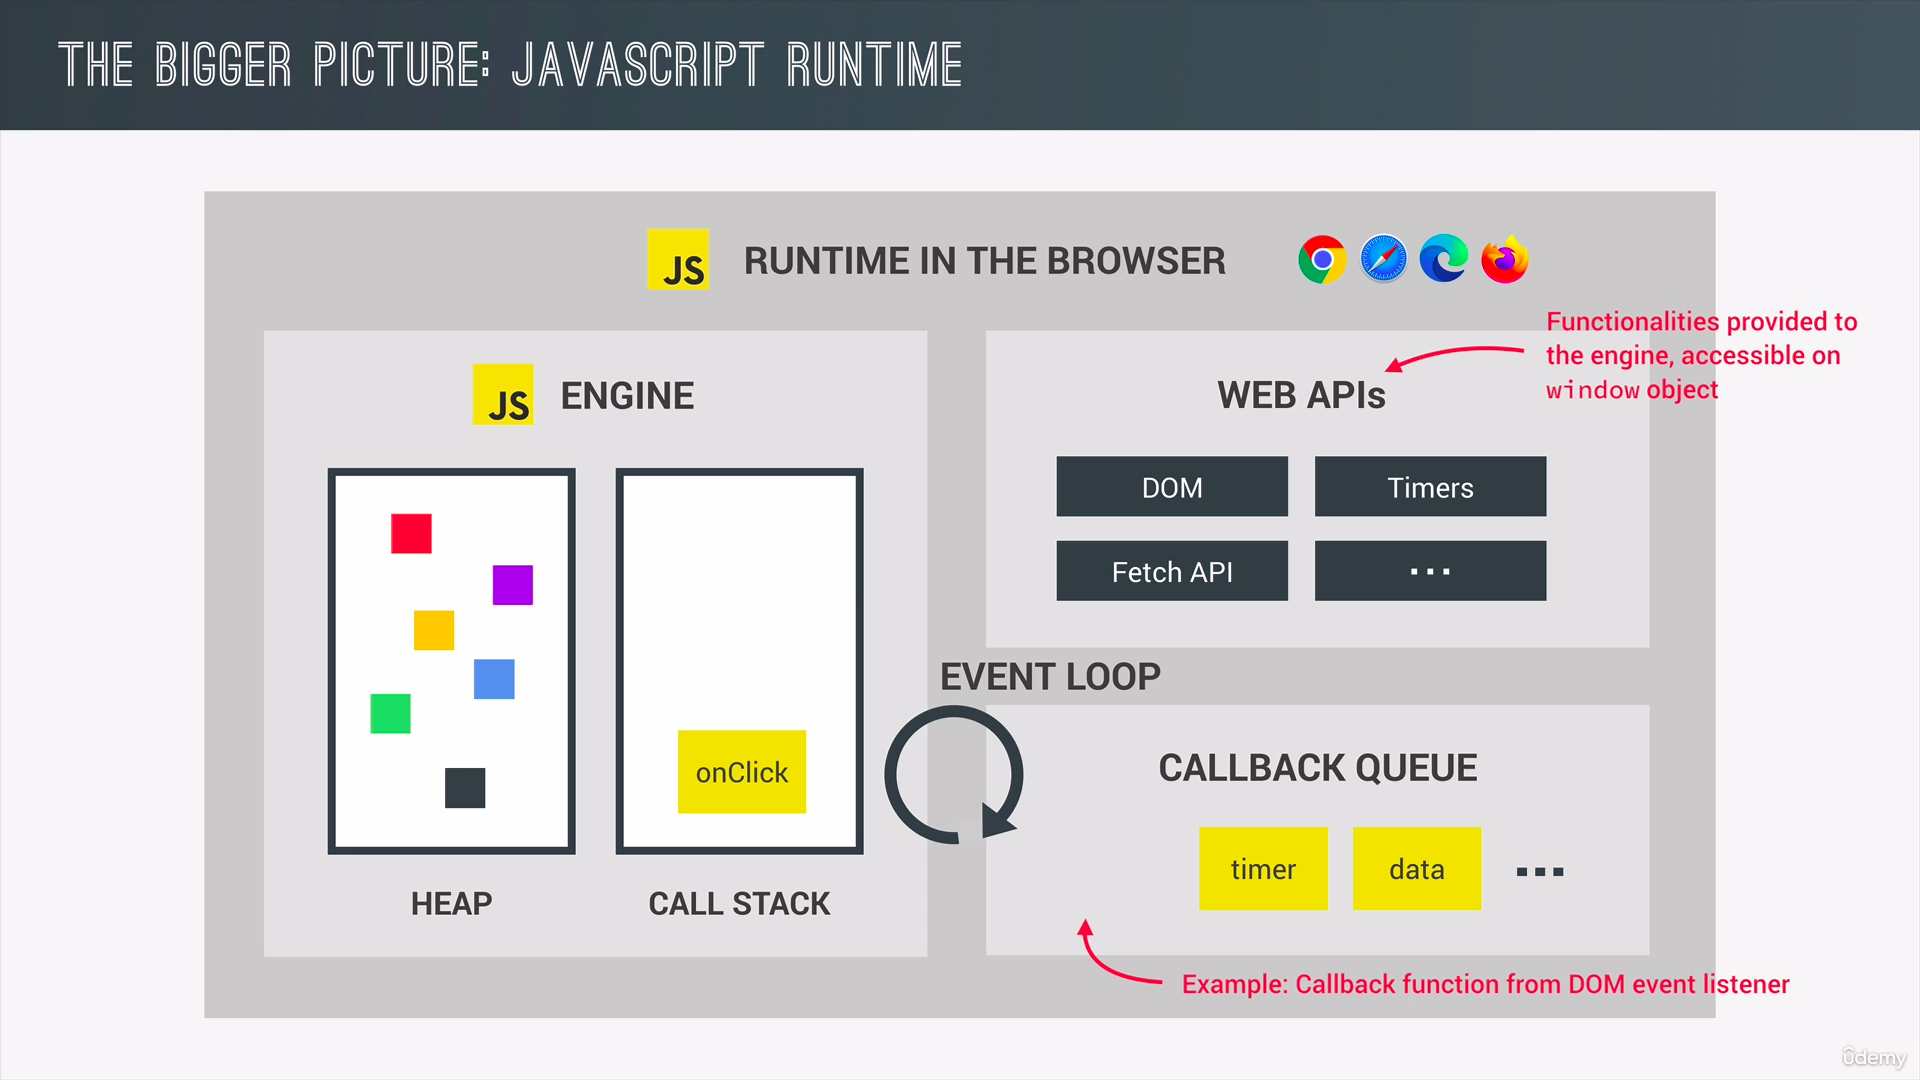 THE BIGGER PICTURE: JAVASCRIPT RUNTIME
JS
RUNTIME IN THE BROWSER
Functionalities provided to
the engine, accessible on
window object
JS
ENGINE
WEB APIs
DOM
Timers
Fetch API
...
EVENT LOOP
onClick
CALLBACK QUEUE
timer
data
...
HEAP
CALL STACK
Example: Callback function from DOM event listener
ûdemy